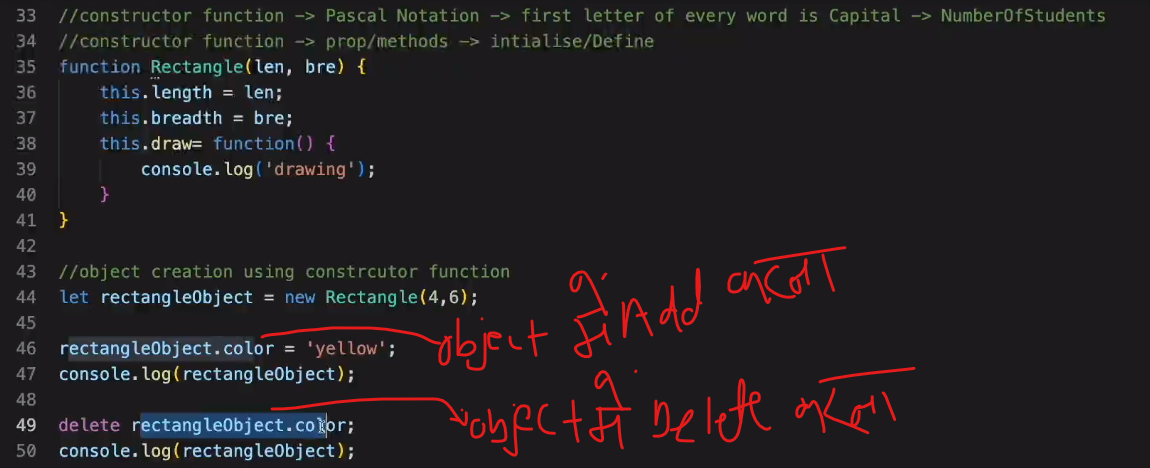 33 //constructor function -> Pascal Notation -> first letter of every word is Capital -> NumberOfStudents
34 //constructor function -> prop/methods -> intialise/Define
35 function Rectangle(len, bre) {
36 this.length = len;
37 this.breadth = bre;
38 this.draw= function() {
39 console.log('drawing');
40 }
41 }
42
43 //object creation using constrcutor function
44 let rectangleObject = new Rectangle(4,6);
45
46 rectangleObject.color = 'yellow';
object में Add करना
47 console.log(rectangleObject);
48
49 delete rectangleObject.color;
object में Delete करना
50 console.log(rectangleObject);